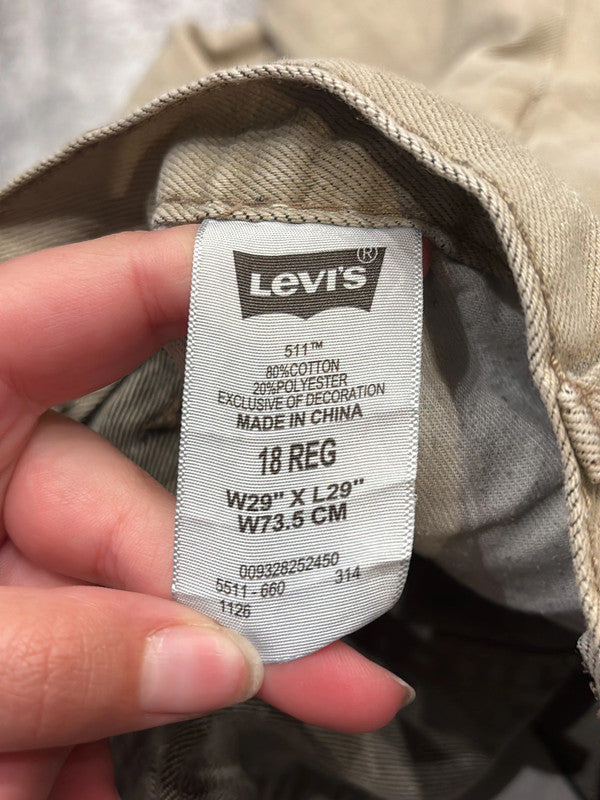 LEVI'S®
511™
80%COTTON
20%POLYESTER
EXCLUSIVE OF DECORATION
MADE IN CHINA
18 REG
W29" X L29"
W73.5 CM
009328252450
5511-660 314
1126